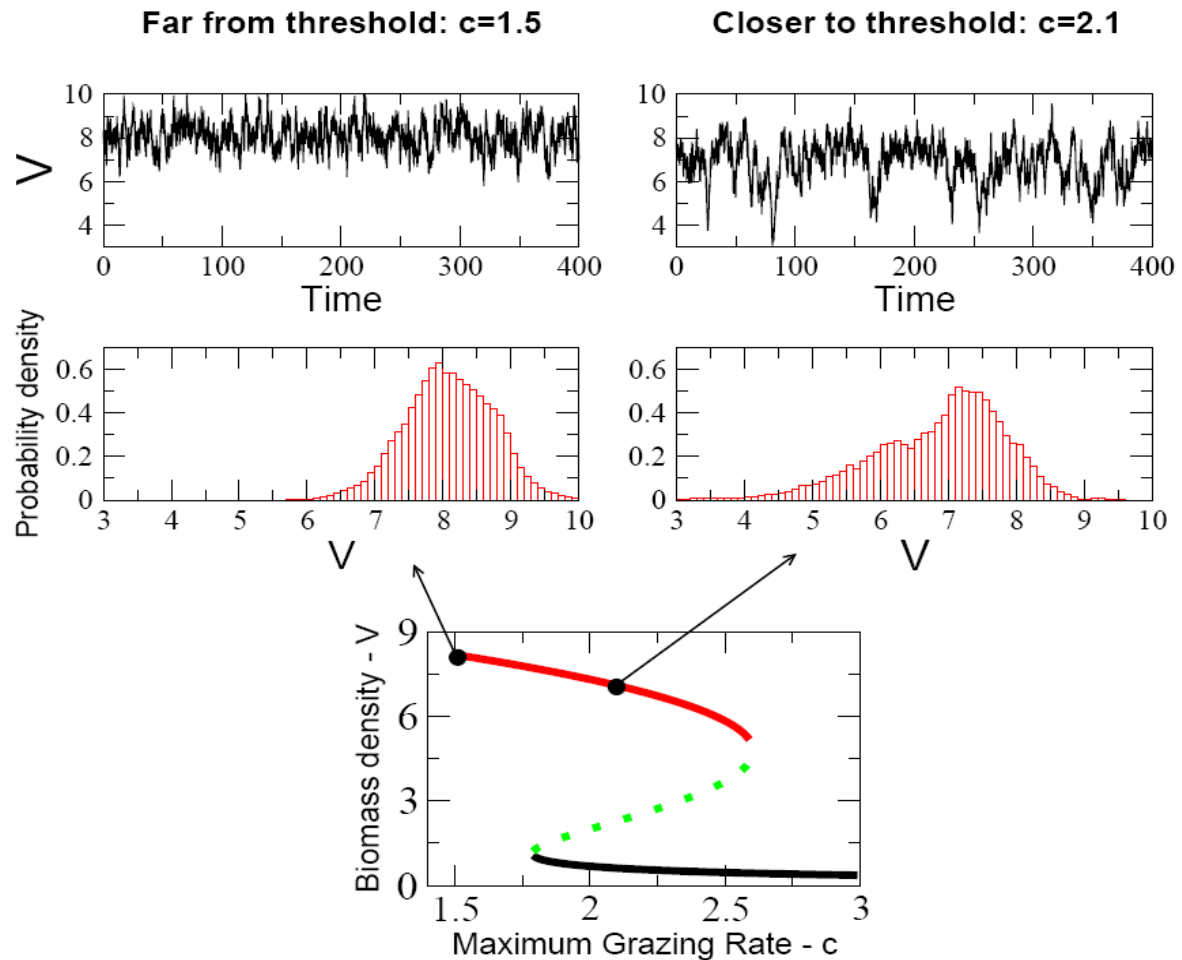 Far from threshold: c=1.5
Closer to threshold: c=2.1
V
10
8
6
4
0 100 200 300 400
Time
10
8
6
4
0 100 200 300 400
Time
Probability density
0.6
0.4
0.2
0
3 4 5 6 7 8 9 10
V
0.6
0.4
0.2
0
3 4 5 6 7 8 9 10
V
Biomass density - V
9
6
3
0
1.5 2 2.5 3
Maximum Grazing Rate - c